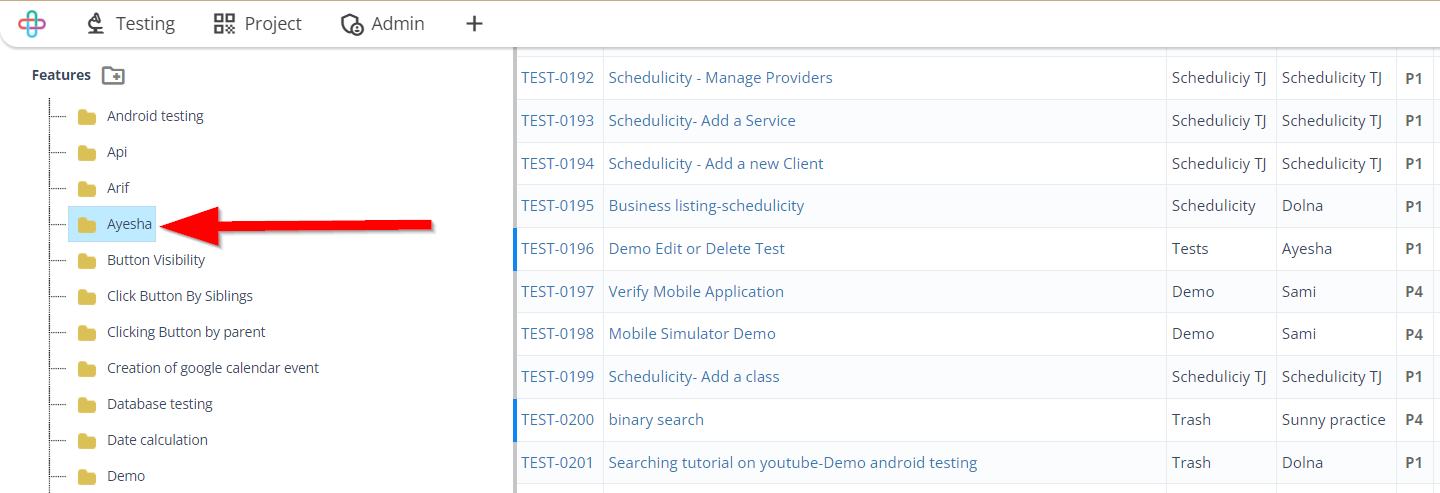 Testing Project Admin +
Features
Android testing
Api
Arif
Ayesha
Button Visibility
Click Button By Siblings
Clicking Button by parent
Creation of google calendar event
Database testing
Date calculation
Demo
TEST-0192 Schedulicity - Manage Providers Scheduliciy TJ Schedulicity TJ P1
TEST-0193 Schedulicity- Add a Service Scheduliciy TJ Schedulicity TJ P1
TEST-0194 Schedulicity - Add a new Client Scheduliciy TJ Schedulicity TJ P1
TEST-0195 Business listing-schedulicity Schedulicity Dolna P1
TEST-0196 Demo Edit or Delete Test Tests Ayesha P1
TEST-0197 Verify Mobile Application Demo Sami P4
TEST-0198 Mobile Simulator Demo Demo Sami P4
TEST-0199 Schedulicity- Add a class Scheduliciy TJ Schedulicity TJ P1
TEST-0200 binary search Trash Sunny practice P4
TEST-0201 Searching tutorial on youtube-Demo android testing Trash Dolna P1